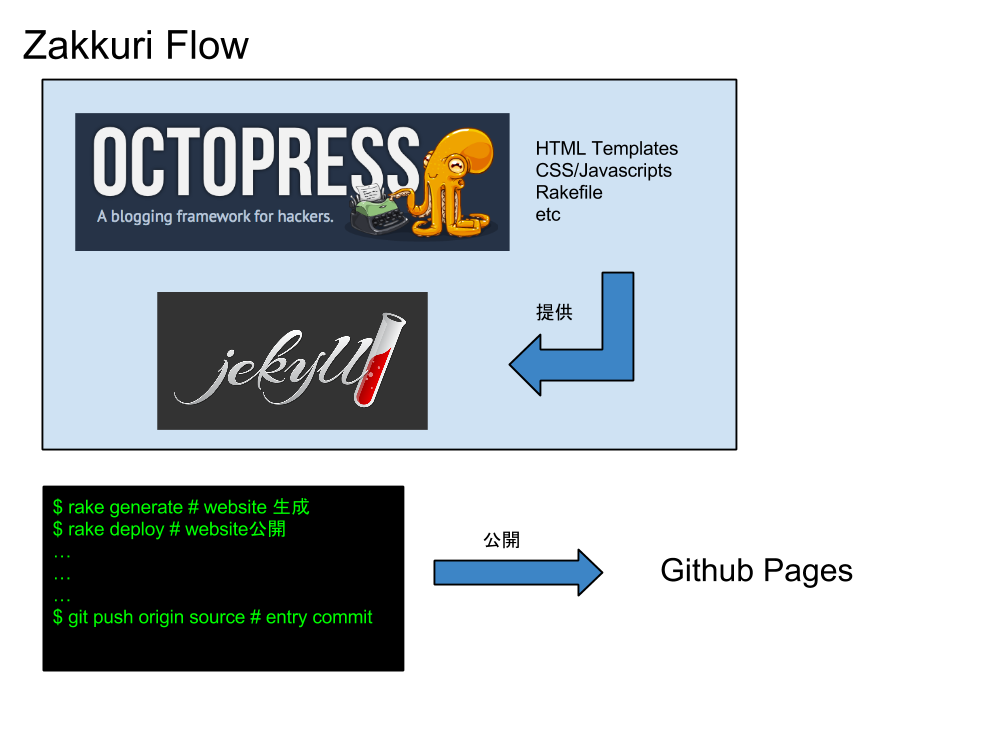 Zakkuri Flow
OCTOPRESS
A blogging framework for hackers.
HTML Templates
CSS/Javascripts
Rakefile
etc
提供
jekyll
$ rake generate # website 生成
$ rake deploy # website公開
…
…
…
$ git push origin source # entry commit
公開
Github Pages